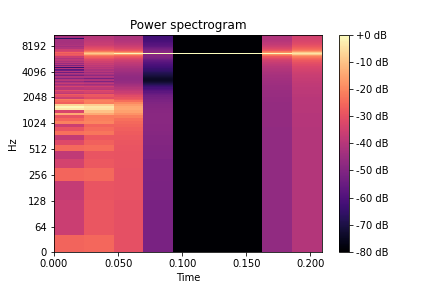 Power spectrogram
8192
4096
2048
1024
512
256
128
64
0
Hz
0.000 0.050 0.100 0.150 0.200
Time
+0 dB
-10 dB
-20 dB
-30 dB
-40 dB
-50 dB
-60 dB
-70 dB
-80 dB